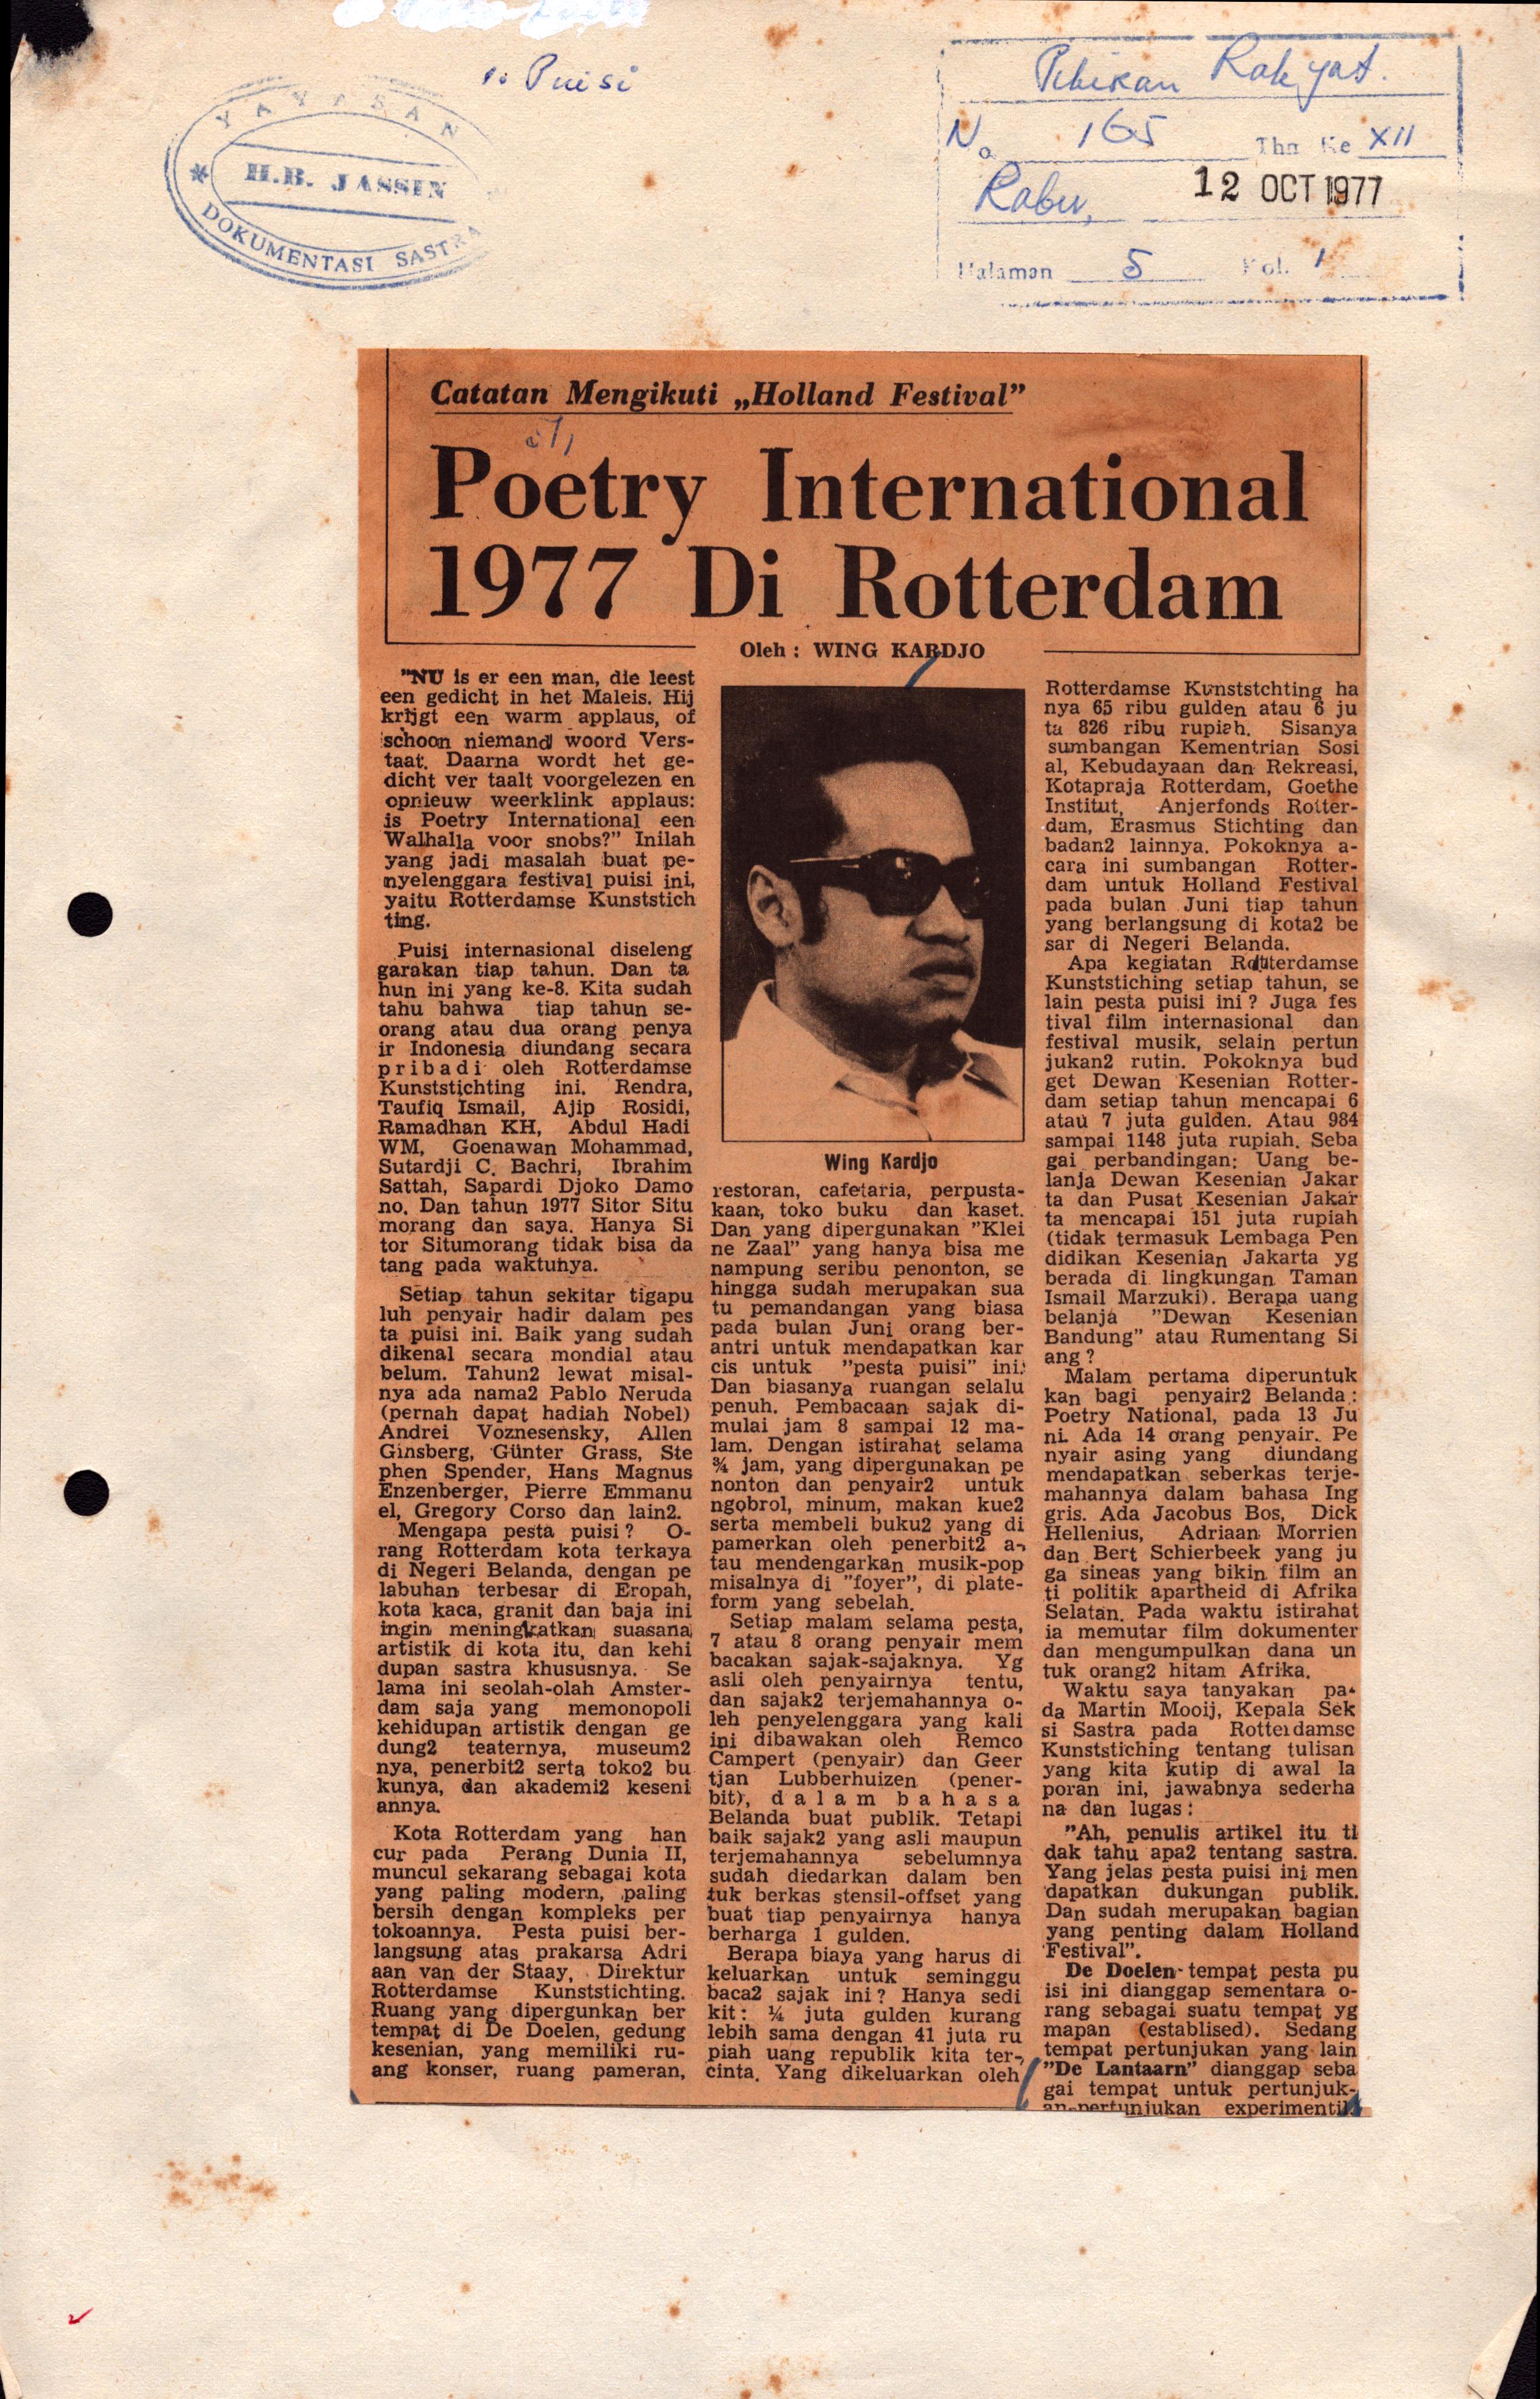 1. Puisi
YAYASAN
H.B. JASSIN
DOKUMENTASI SASTRA
Pikiran Rakyat.
No 165 Thn Ke XII
Rabu, 12 OCT 1977
Halaman 5 Kol. 1
Catatan Mengikuti „Holland Festival”
Poetry International
1977 Di Rotterdam
Oleh : WING KARDJO
"NU is er een man, die leest
een gedicht in het Maleis. Hij
krijgt een warm applaus, of
schoon niemand woord Vers-
taat. Daarna wordt het ge-
dicht ver taalt voorgelezen en
opnieuw weerklink applaus:
is Poetry International een
Walhalla voor snobs?" Inilah
yang jadi masalah buat pe-
nyelenggara festival puisi ini,
yaitu Rotterdamse Kunststich
ting.
Puisi internasional diseleng
garakan tiap tahun. Dan ta
hun ini yang ke-8. Kita sudah
tahu bahwa tiap tahun se-
orang atau dua orang penya
ir Indonesia diundang secara
p r i b a d i oleh Rotterdamse
Kunststichting ini. Rendra,
Taufiq Ismail, Ajip Rosidi,
Ramadhan KH, Abdul Hadi
WM, Goenawan Mohammad,
Sutardji C. Bachri, Ibrahim
Sattah, Sapardi Djoko Damo
no. Dan tahun 1977 Sitor Situ
morang dan saya. Hanya Si
tor Situmorang tidak bisa da
tang pada waktunya.
Setiap tahun sekitar tigapu
luh penyair hadir dalam pes
ta puisi ini. Baik yang sudah
dikenal secara mondial atau
belum. Tahun2 lewat misal-
nya ada nama2 Pablo Neruda
(pernah dapat hadiah Nobel)
Andrei Voznesensky, Allen
Ginsberg, Günter Grass, Ste
phen Spender, Hans Magnus
Enzenberger, Pierre Emmanu
el, Gregory Corso dan lain2.
Mengapa pesta puisi? O-
rang Rotterdam kota terkaya
di Negeri Belanda, dengan pe
labuhan terbesar di Eropah,
kota kaca, granit dan baja ini
ingin meningkatkan suasana
artistik di kota itu, dan kehi
dupan sastra khususnya. Se
lama ini seolah-olah Amster-
dam saja yang memonopoli
kehidupan artistik dengan ge
dung2 teaternya, museum2
nya, penerbit2 serta toko2 bu
kunya, dan akademi2 keseni
annya.
Kota Rotterdam yang han
cur pada Perang Dunia II,
muncul sekarang sebagai kota
yang paling modern, paling
bersih dengan kompleks per
tokoannya. Pesta puisi ber-
langsung atas prakarsa Adri
aan van der Staay, Direktur
Rotterdamse Kunststichting.
Ruang yang dipergunkan ber
tempat di De Doelen, gedung
kesenian, yang memiliki ru-
ang konser, ruang pameran,
Wing Kardjo
restoran, cafetaria, perpusta-
kaan, toko buku dan kaset.
Dan yang dipergunakan "Klei
ne Zaal" yang hanya bisa me
nampung seribu penonton, se
hingga sudah merupakan sua
tu pemandangan yang biasa
pada bulan Juni orang ber-
antri untuk mendapatkan kar
cis untuk "pesta puisi" ini.
Dan biasanya ruangan selalu
penuh. Pembacaan sajak di-
mulai jam 8 sampai 12 ma-
lam. Dengan istirahat selama
¾ jam, yang dipergunakan pe
nonton dan penyair2 untuk
ngobrol, minum, makan kue2
serta membeli buku2 yang di
pamerkan oleh penerbit2 a-
tau mendengarkan musik-pop
misalnya di "foyer", di plate-
form yang sebelah.
Setiap malam selama pesta,
7 atau 8 orang penyair mem
bacakan sajak-sajaknya. Yg
asli oleh penyairnya tentu,
dan sajak2 terjemahannya o-
leh penyelenggara yang kali
ini dibawakan oleh Remco
Campert (penyair) dan Geer
tjan Lubberhuizen (pener-
bit), d a l a m b a h a s a
Belanda buat publik. Tetapi
baik sajak2 yang asli maupun
terjemahannya sebelumnya
sudah diedarkan dalam ben
tuk berkas stensil-offset yang
buat tiap penyairnya hanya
berharga 1 gulden.
Berapa biaya yang harus di
keluarkan untuk seminggu
baca2 sajak ini? Hanya sedi
kit: ¼ juta gulden kurang
lebih sama dengan 41 juta ru
piah uang republik kita ter-
cinta. Yang dikeluarkan oleh
Rotterdamse Kunststchting ha
nya 65 ribu gulden atau 6 ju
ta 826 ribu rupiah. Sisanya
sumbangan Kementrian Sosi
al, Kebudayaan dan Rekreasi,
Kotapraja Rotterdam, Goethe
Institut, Anjerfonds Rotter-
dam, Erasmus Stichting dan
badan2 lainnya. Pokoknya a-
cara ini sumbangan Rotter-
dam untuk Holland Festival
pada bulan Juni tiap tahun
yang berlangsung di kota2 be
sar di Negeri Belanda.
Apa kegiatan Rotterdamse
Kunststiching setiap tahun, se
lain pesta puisi ini? Juga fes
tival film internasional dan
festival musik, selain pertun
jukan2 rutin. Pokoknya bud
get Dewan Kesenian Rotter-
dam setiap tahun mencapai 6
atau 7 juta gulden. Atau 984
sampai 1148 juta rupiah. Seba
gai perbandingan: Uang be-
lanja Dewan Kesenian Jakar
ta dan Pusat Kesenian Jakar
ta mencapai 151 juta rupiah
(tidak termasuk Lembaga Pen
didikan Kesenian Jakarta yg
berada di lingkungan Taman
Ismail Marzuki). Berapa uang
belanja "Dewan Kesenian
Bandung" atau Rumentang Si
ang?
Malam pertama diperuntuk
kan bagi penyair2 Belanda :
Poetry National, pada 13 Ju
ni. Ada 14 orang penyair. Pe
nyair asing yang diundang
mendapatkan seberkas terje-
mahannya dalam bahasa Ing
gris. Ada Jacobus Bos, Dick
Hellenius, Adriaan Morrien
dan Bert Schierbeek yang ju
ga sineas yang bikin film an
ti politik apartheid di Afrika
Selatan. Pada waktu istirahat
ia memutar film dokumenter
dan mengumpulkan dana un
tuk orang2 hitam Afrika.
Waktu saya tanyakan pa-
da Martin Mooij, Kepala Sek
si Sastra pada Rotterdamse
Kunststiching tentang tulisan
yang kita kutip di awal la
poran ini, jawabnya sederha
na dan lugas:
"Ah, penulis artikel itu ti
dak tahu apa2 tentang sastra.
Yang jelas pesta puisi ini men
dapatkan dukungan publik.
Dan sudah merupakan bagian
yang penting dalam Holland
Festival".
De Doelen tempat pesta pu
isi ini dianggap sementara o-
rang sebagai suatu tempat yg
mapan (establised). Sedang
tempat pertunjukan yang lain
"De Lantaarn" dianggap seba
gai tempat untuk pertunjuk-
an-pertunjukan experimentil